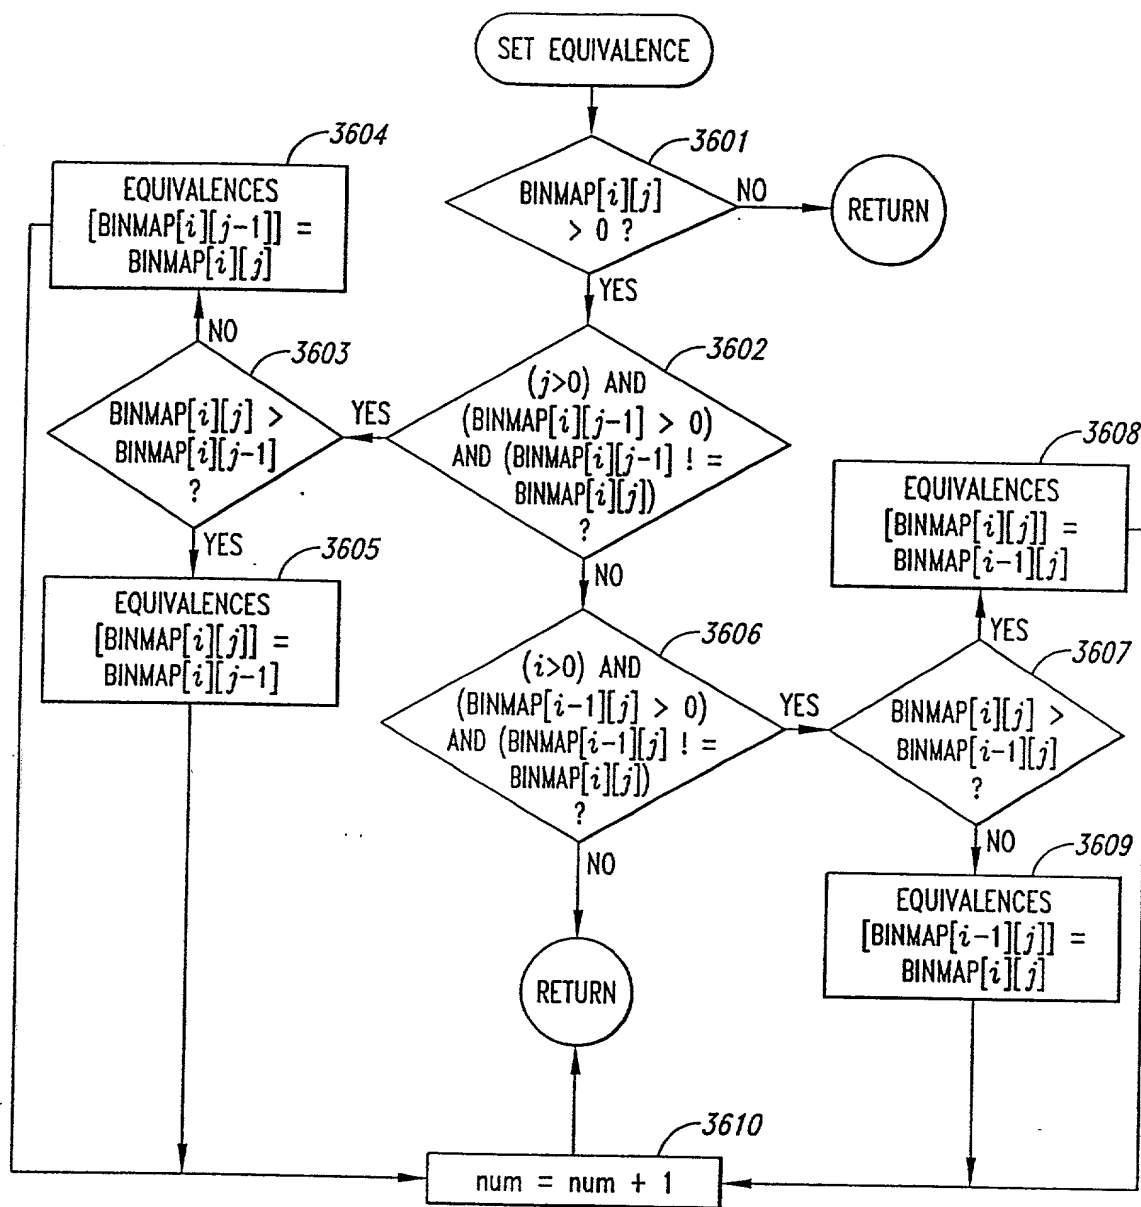 SET EQUIVALENCE
3601
BINMAP[i][j]
> 0 ?
NO
RETURN
YES
3604
EQUIVALENCES
[BINMAP[i][j-1]] =
BINMAP[i][j]
NO
3603
BINMAP[i][j] >
BINMAP[i][j-1]
?
YES
3602
(j>0) AND
(BINMAP[i][j-1] > 0)
AND (BINMAP[i][j-1] ! =
BINMAP[i][j])
?
YES
NO
3605
EQUIVALENCES
[BINMAP[i][j]] =
BINMAP[i][j-1]
3606
(i>0) AND
(BINMAP[i-1][j] > 0)
AND (BINMAP[i-1][j] ! =
BINMAP[i][j])
?
YES
NO
3608
EQUIVALENCES
[BINMAP[i][j]] =
BINMAP[i-1][j]
YES
3607
BINMAP[i][j] >
BINMAP[i-1][j]
?
NO
3609
EQUIVALENCES
[BINMAP[i-1][j]] =
BINMAP[i][j]
RETURN
3610
num = num + 1